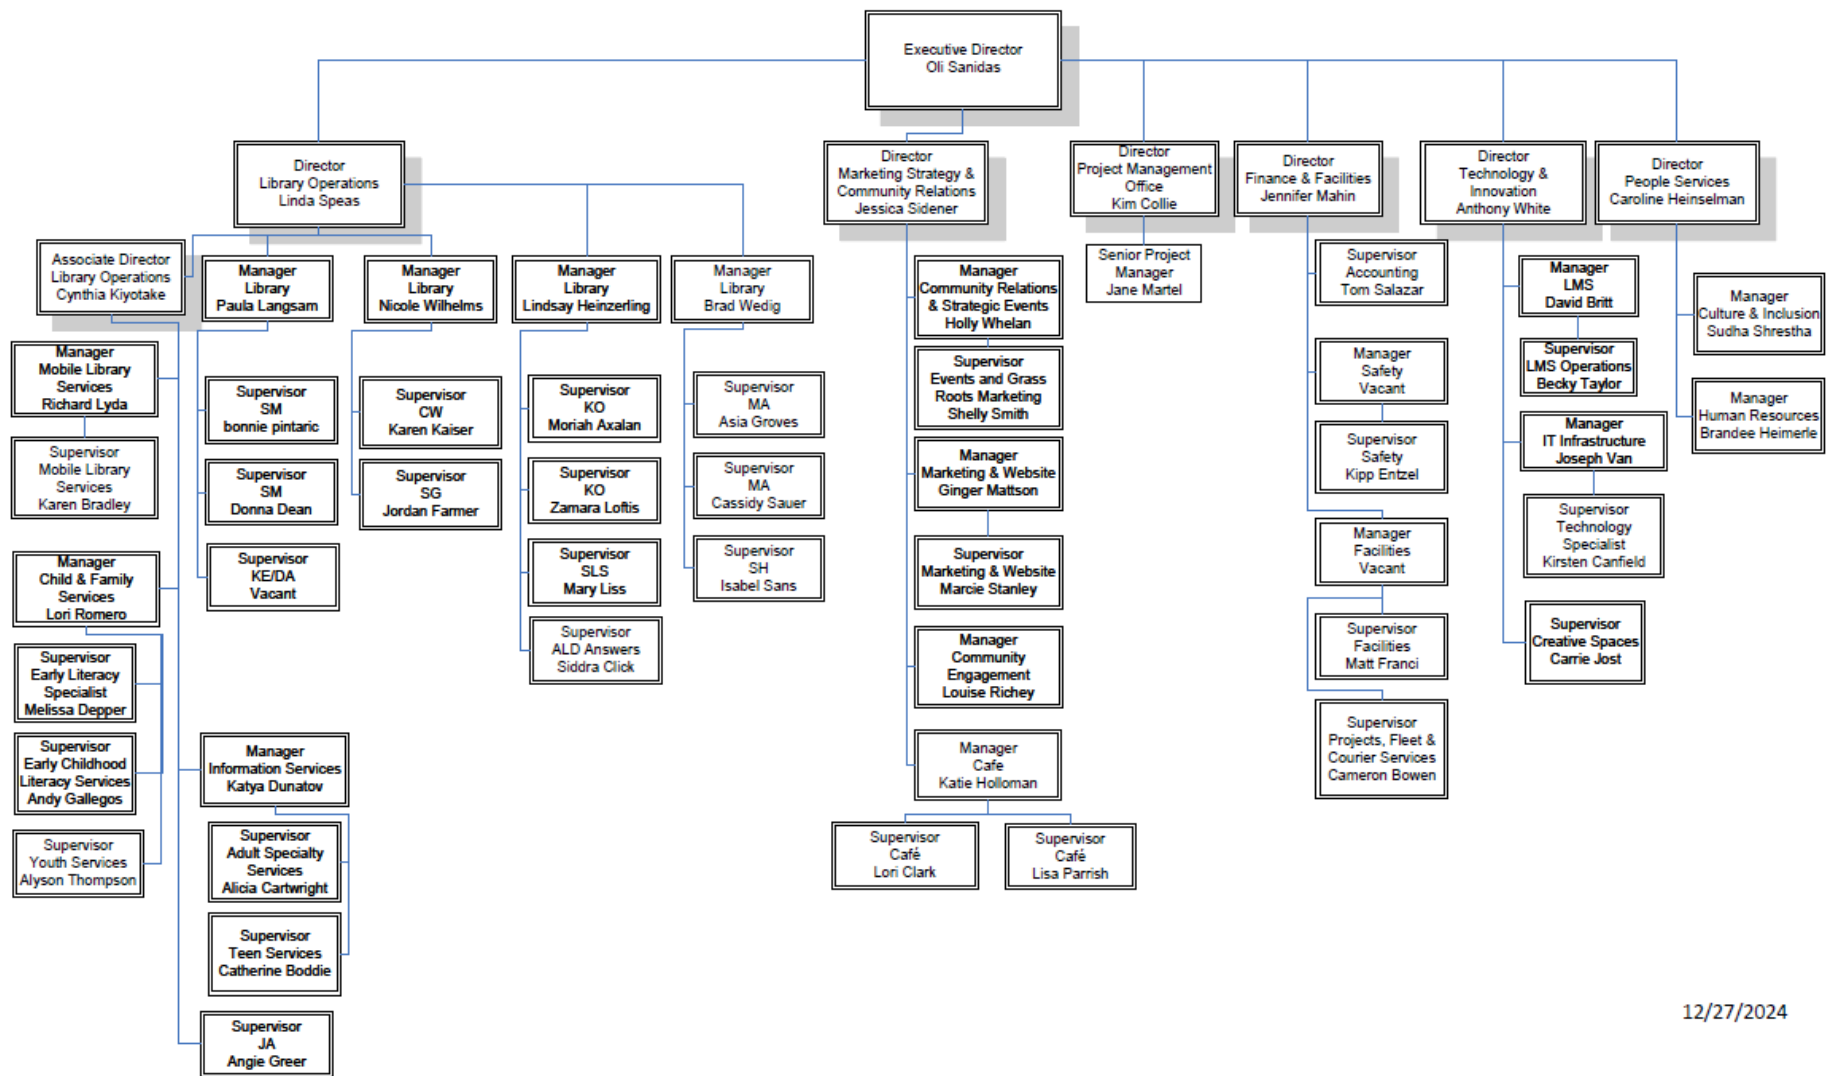 Executive Director
Oli Sanidas
Director
Library Operations
Linda Speas
Director
Marketing Strategy &
Community Relations
Jessica Sidener
Director
Project Management
Office
Kim Collie
Director
Finance & Facilities
Jennifer Mahin
Director
Technology &
Innovation
Anthony White
Director
People Services
Caroline Heinselman
Associate Director
Library Operations
Cynthia Kiyotake
Manager
Library
Paula Langsam
Manager
Library
Nicole Wilhelms
Manager
Library
Lindsay Heinzerling
Manager
Library
Brad Wedig
Manager
Mobile Library
Services
Richard Lyda
Supervisor
Mobile Library
Services
Karen Bradley
Manager
Child & Family
Services
Lori Romero
Supervisor
Early Literacy
Specialist
Melissa Depper
Supervisor
Early Childhood
Literacy Services
Andy Gallegos
Supervisor
Youth Services
Alyson Thompson
Supervisor
SM
bonnie pintaric
Supervisor
SM
Donna Dean
Supervisor
KE/DA
Vacant
Manager
Information Services
Katya Dunatov
Supervisor
Adult Specialty
Services
Alicia Cartwright
Supervisor
Teen Services
Catherine Boddie
Supervisor
JA
Angie Greer
Supervisor
CW
Karen Kaiser
Supervisor
SG
Jordan Farmer
Supervisor
KO
Moriah Axalan
Supervisor
KO
Zamara Loftis
Supervisor
SLS
Mary Liss
Supervisor
ALD Answers
Siddra Click
Supervisor
MA
Asia Groves
Supervisor
MA
Cassidy Sauer
Supervisor
SH
Isabel Sans
Manager
Community Relations
& Strategic Events
Holly Whelan
Supervisor
Events and Grass
Roots Marketing
Shelly Smith
Manager
Marketing & Website
Ginger Mattson
Supervisor
Marketing & Website
Marcie Stanley
Manager
Community
Engagement
Louise Richey
Manager
Cafe
Katie Holloman
Supervisor
Café
Lori Clark
Supervisor
Café
Lisa Parrish
Senior Project
Manager
Jane Martel
Supervisor
Accounting
Tom Salazar
Manager
Safety
Vacant
Supervisor
Safety
Kipp Entzel
Manager
Facilities
Vacant
Supervisor
Facilities
Matt Franci
Supervisor
Projects, Fleet &
Courier Services
Cameron Bowen
Manager
LMS
David Britt
Supervisor
LMS Operations
Becky Taylor
Manager
IT Infrastructure
Joseph Van
Supervisor
Technology
Specialist
Kirsten Canfield
Supervisor
Creative Spaces
Carrie Jost
Manager
Culture & Inclusion
Sudha Shrestha
Manager
Human Resources
Brandee Heimerle
12/27/2024